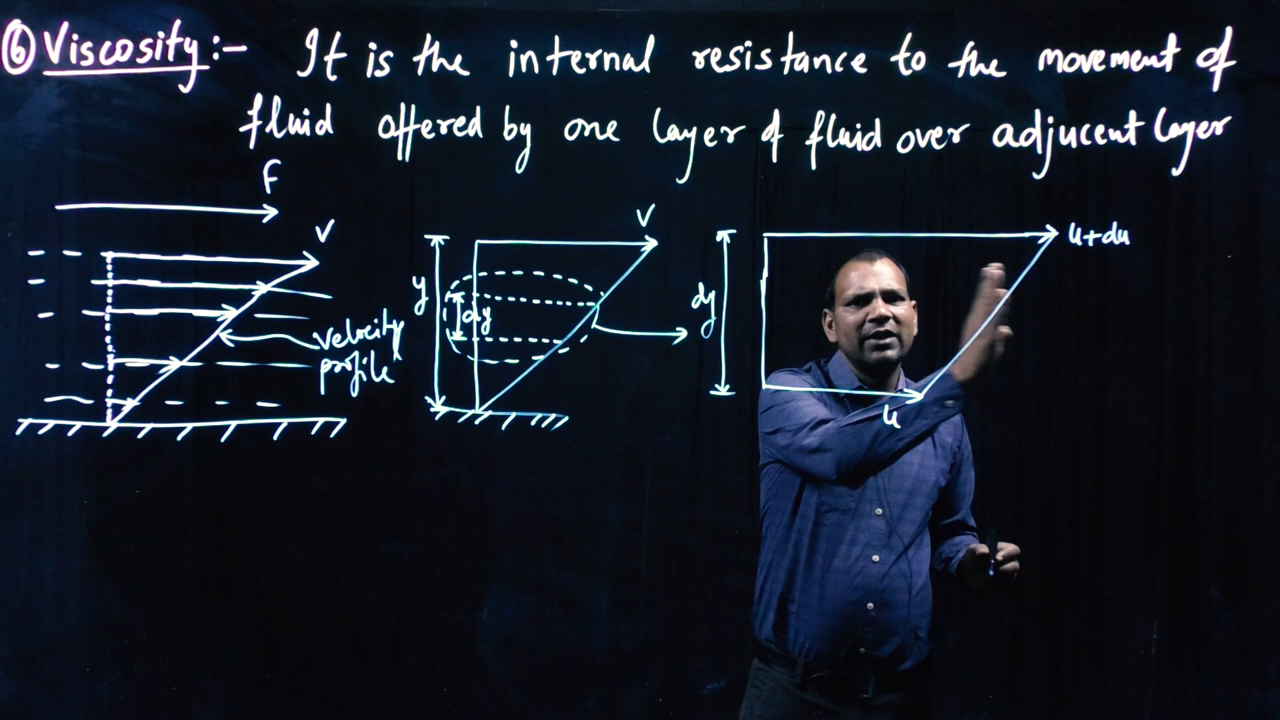 ⑥ Viscosity :- It is the internal resistance to the movement of
fluid offered by one layer of fluid over adjucent layer
F
V
velocity
profile
V
y
dy
dy
u+du
u